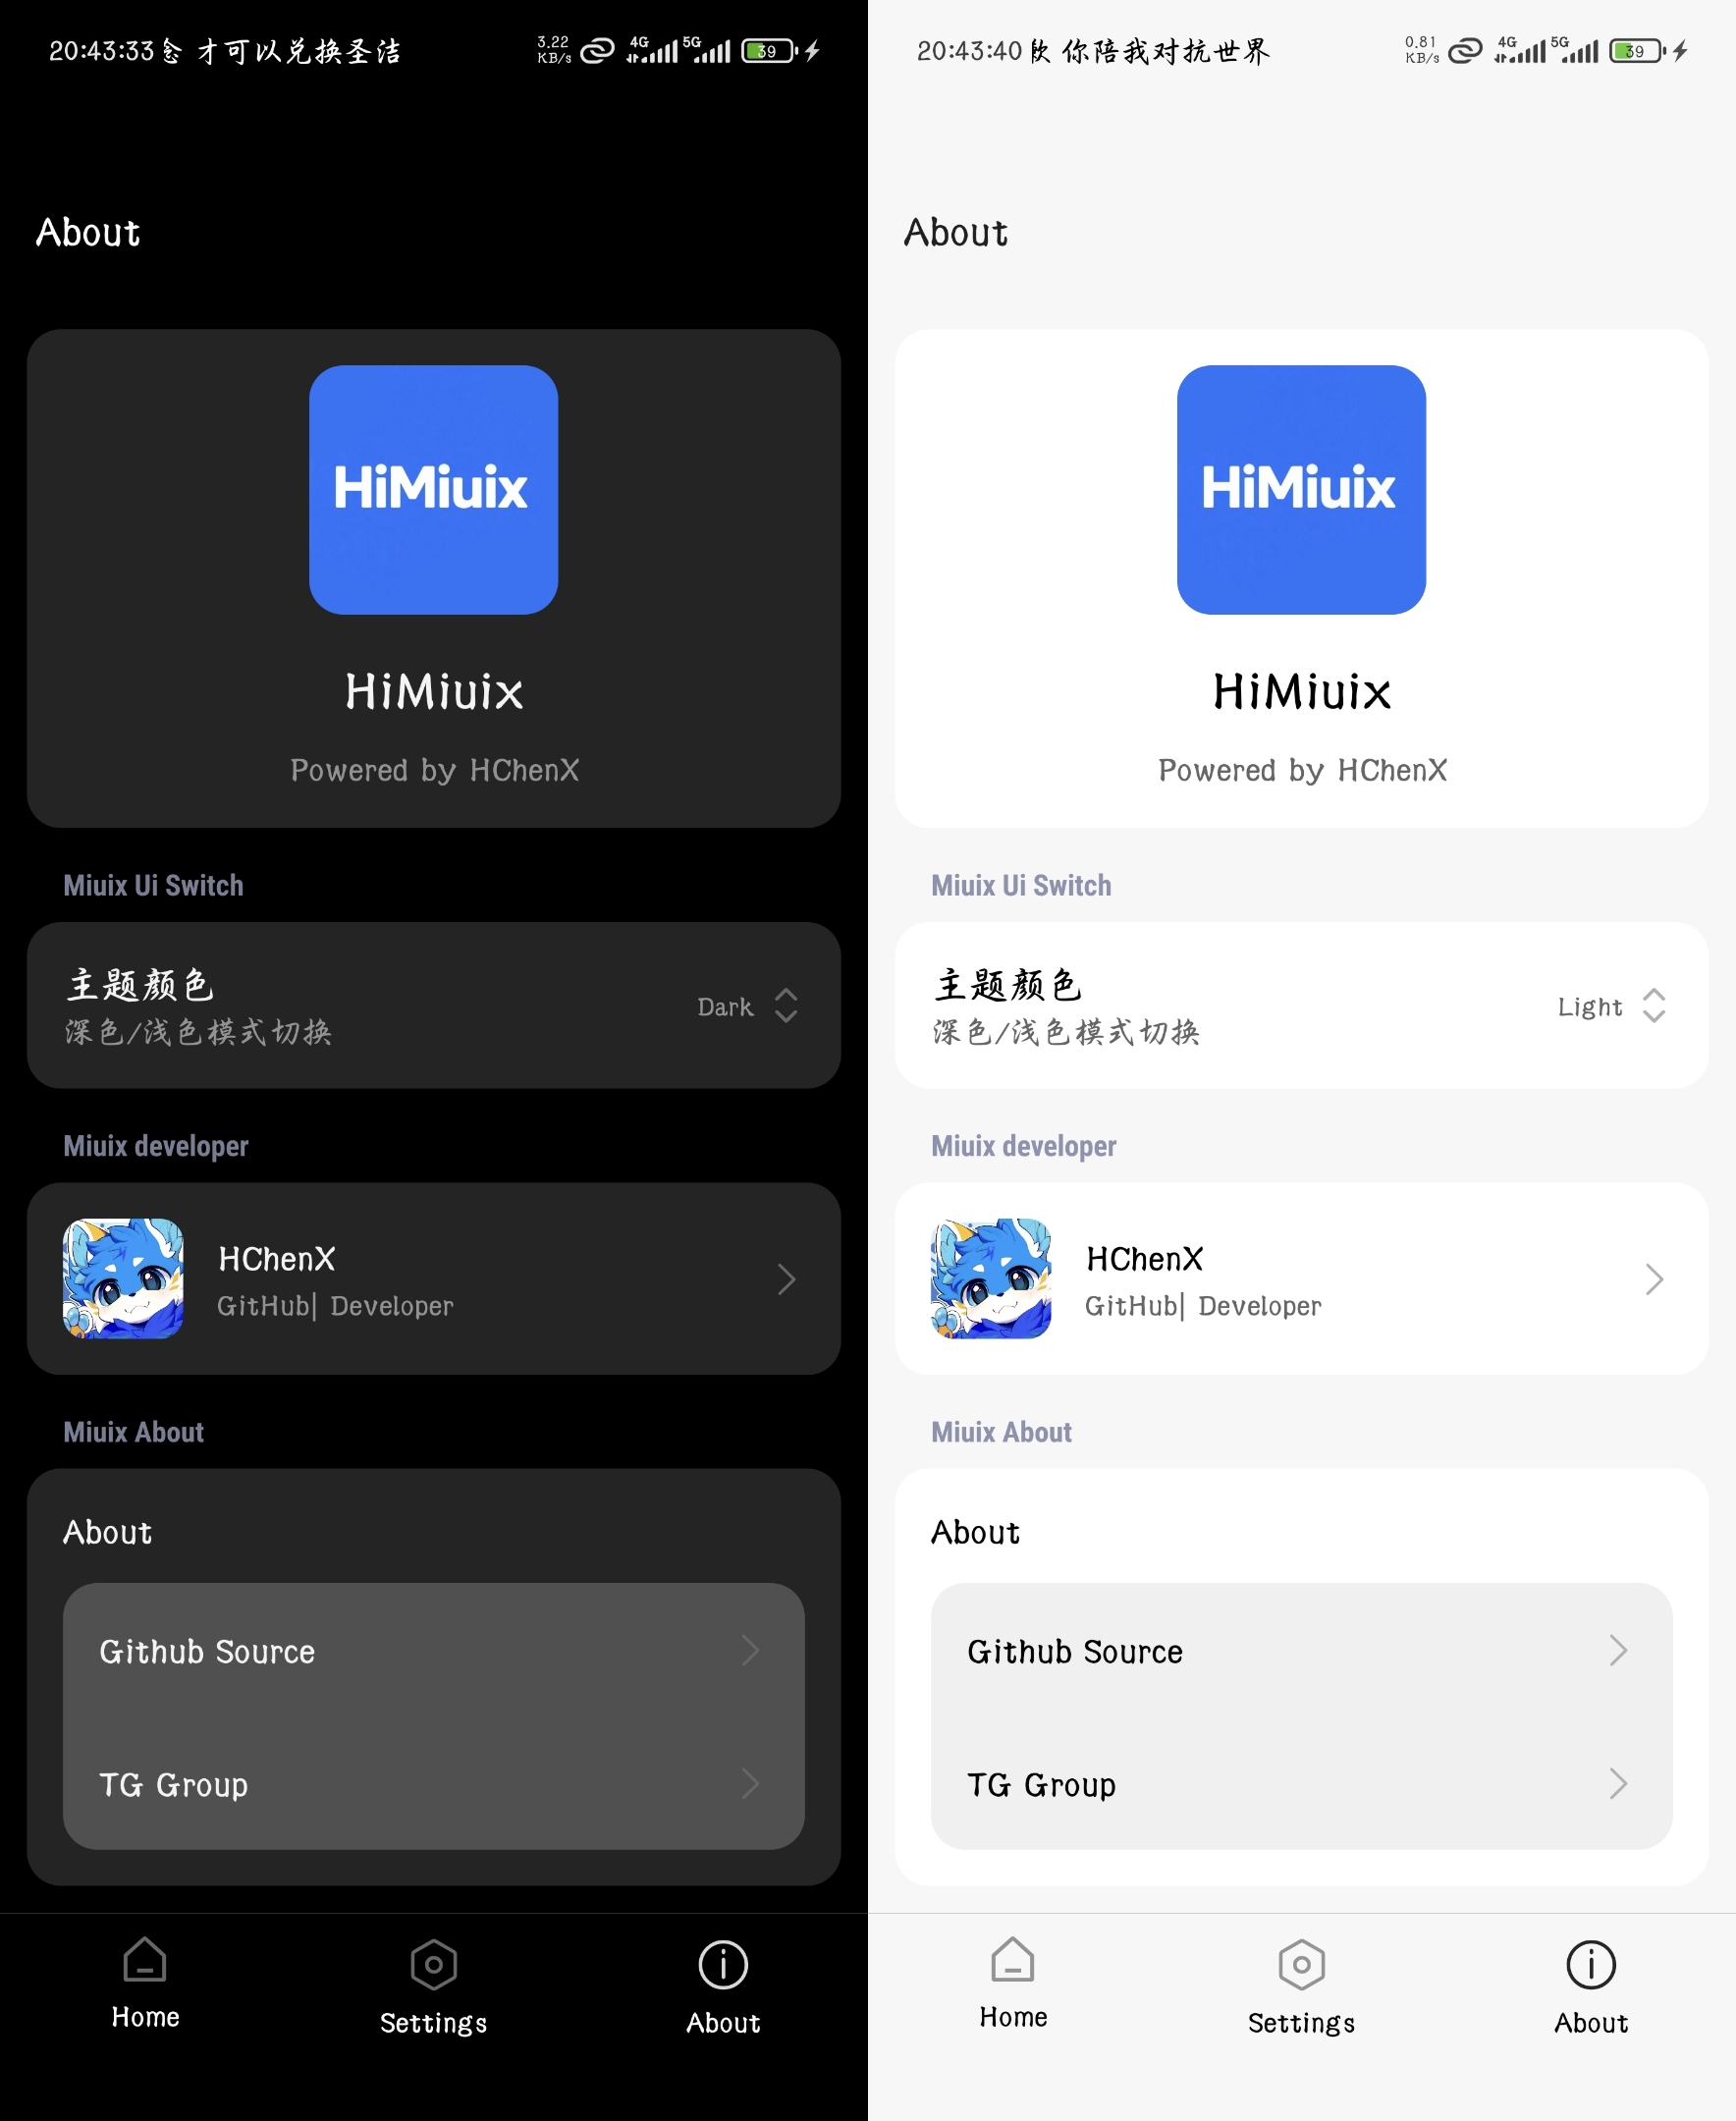 20:43:33 才可以兑换圣洁
3.22 KB/s 4G 5G 39
About
HiMiuix
HiMiuix
Powered by HChenX
Miuix Ui Switch
主题颜色
深色/浅色模式切换
Dark
Miuix developer
HChenX
GitHub| Developer
Miuix About
About
Github Source
TG Group
Home
Settings
About
20:43:40 你陪我对抗世界
0.81 KB/s 4G 5G 39
About
HiMiuix
HiMiuix
Powered by HChenX
Miuix Ui Switch
主题颜色
深色/浅色模式切换
Light
Miuix developer
HChenX
GitHub| Developer
Miuix About
About
Github Source
TG Group
Home
Settings
About